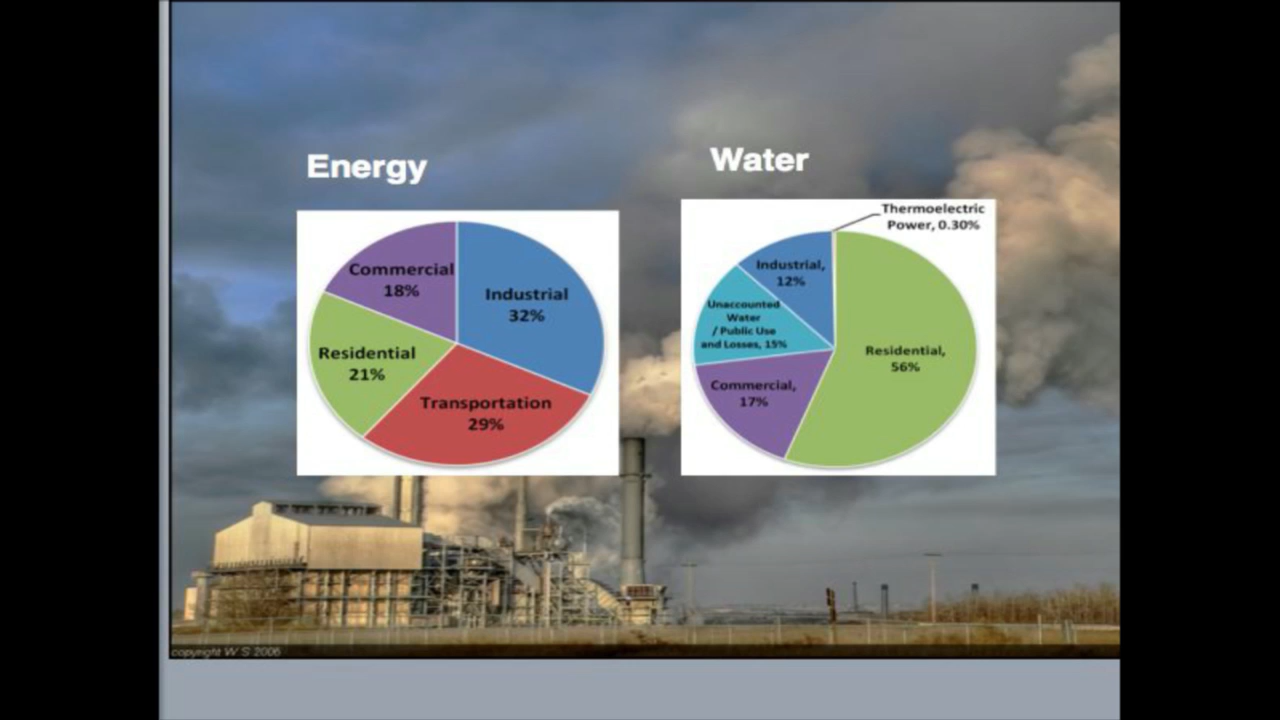 Energy
Water
Commercial
18%
Industrial
32%
Residential
21%
Transportation
29%
Thermoelectric
Power, 0.30%
Industrial,
12%
Unaccounted
Water
/ Public Use
and Losses, 15%
Residential,
56%
Commercial,
17%
copyright W S 2006